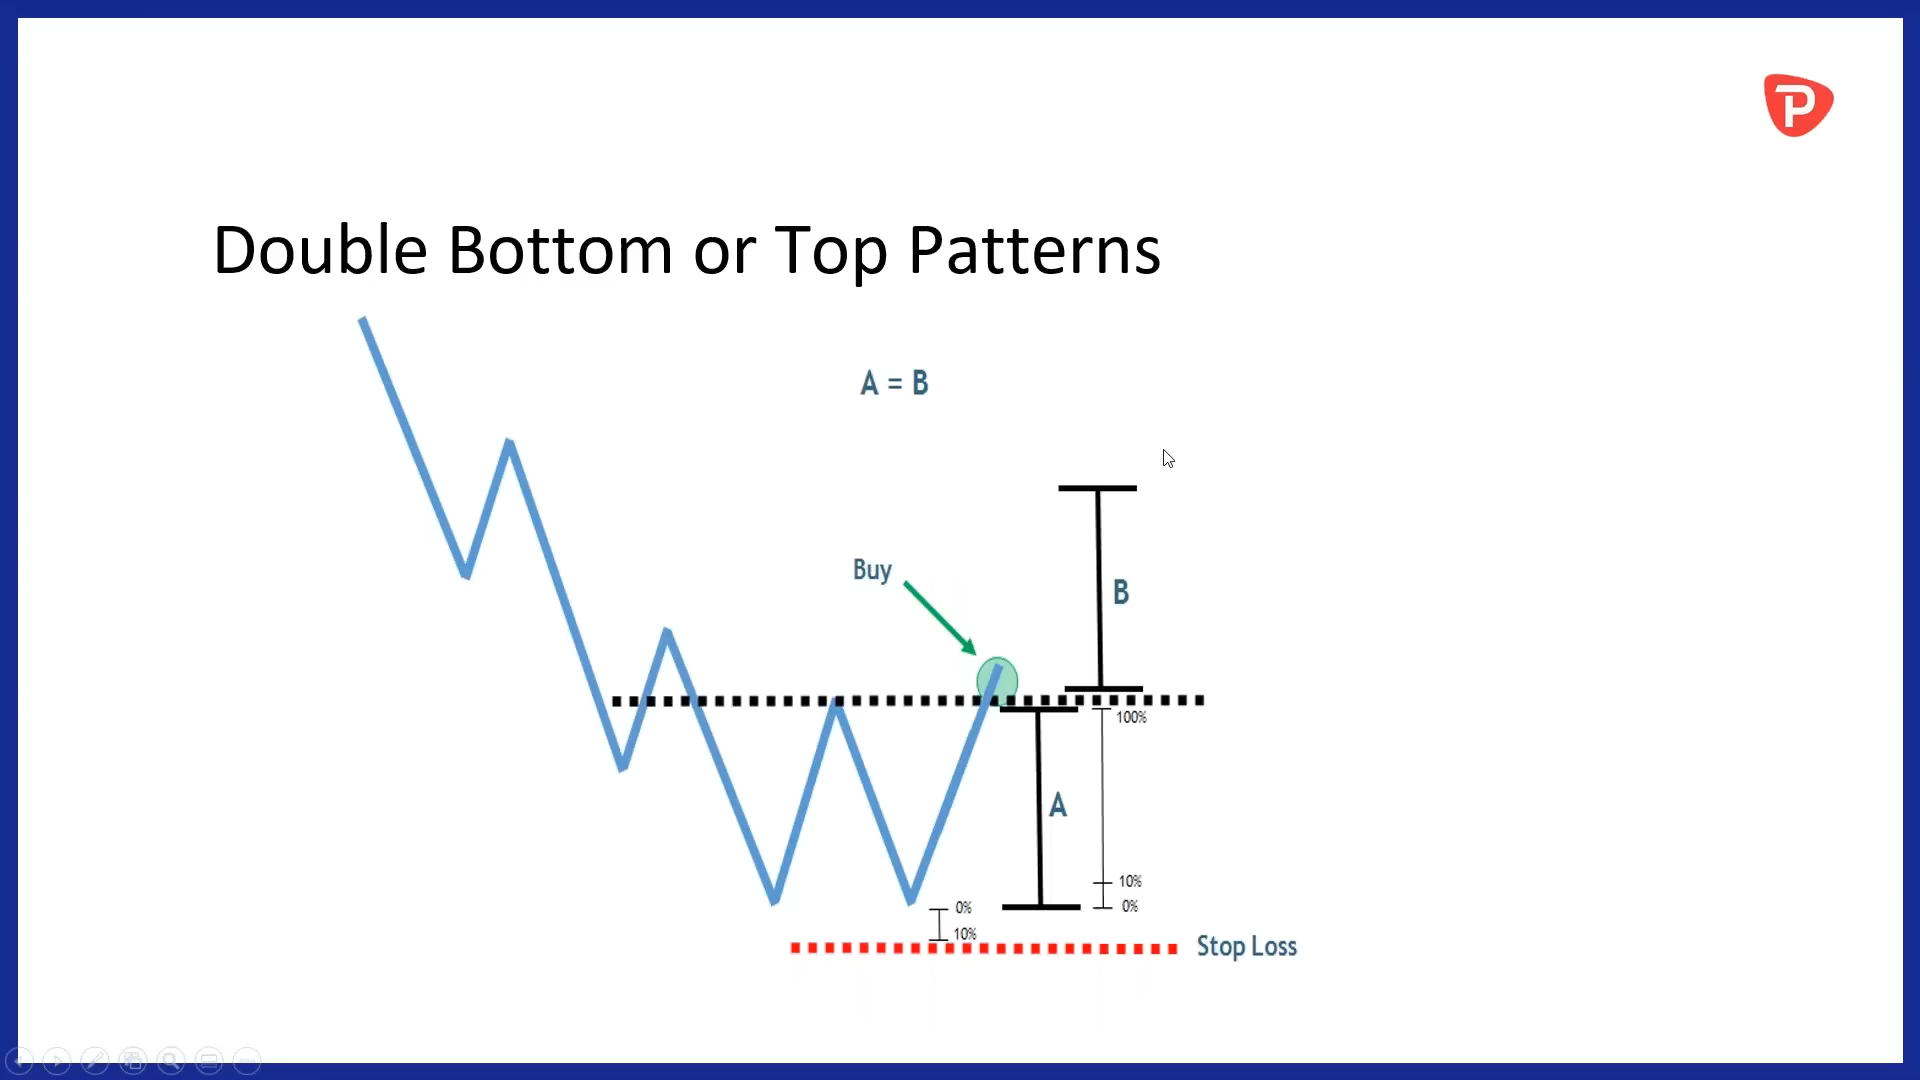 P
Double Bottom or Top Patterns
A = B
Buy
B
100%
A
10%
0%
0%
10%
Stop Loss